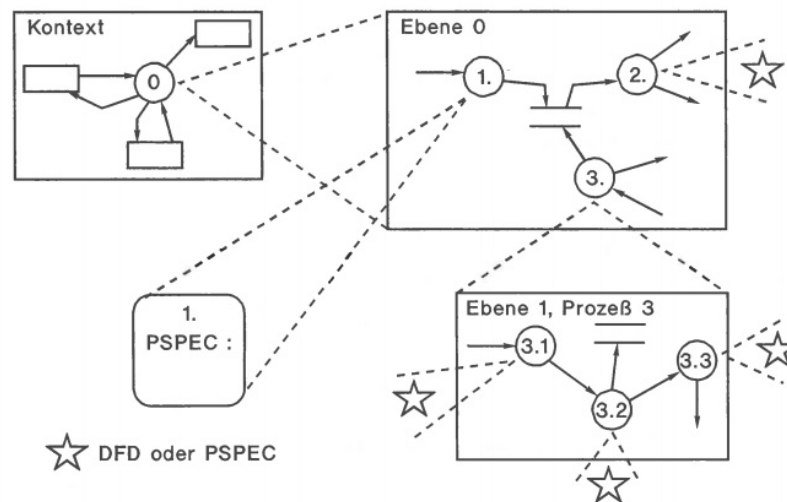 Kontext
0
Ebene 0
1.
2.
3.
1.
PSPEC :
Ebene 1, Prozeß 3
3.1
3.2
3.3
DFD oder PSPEC